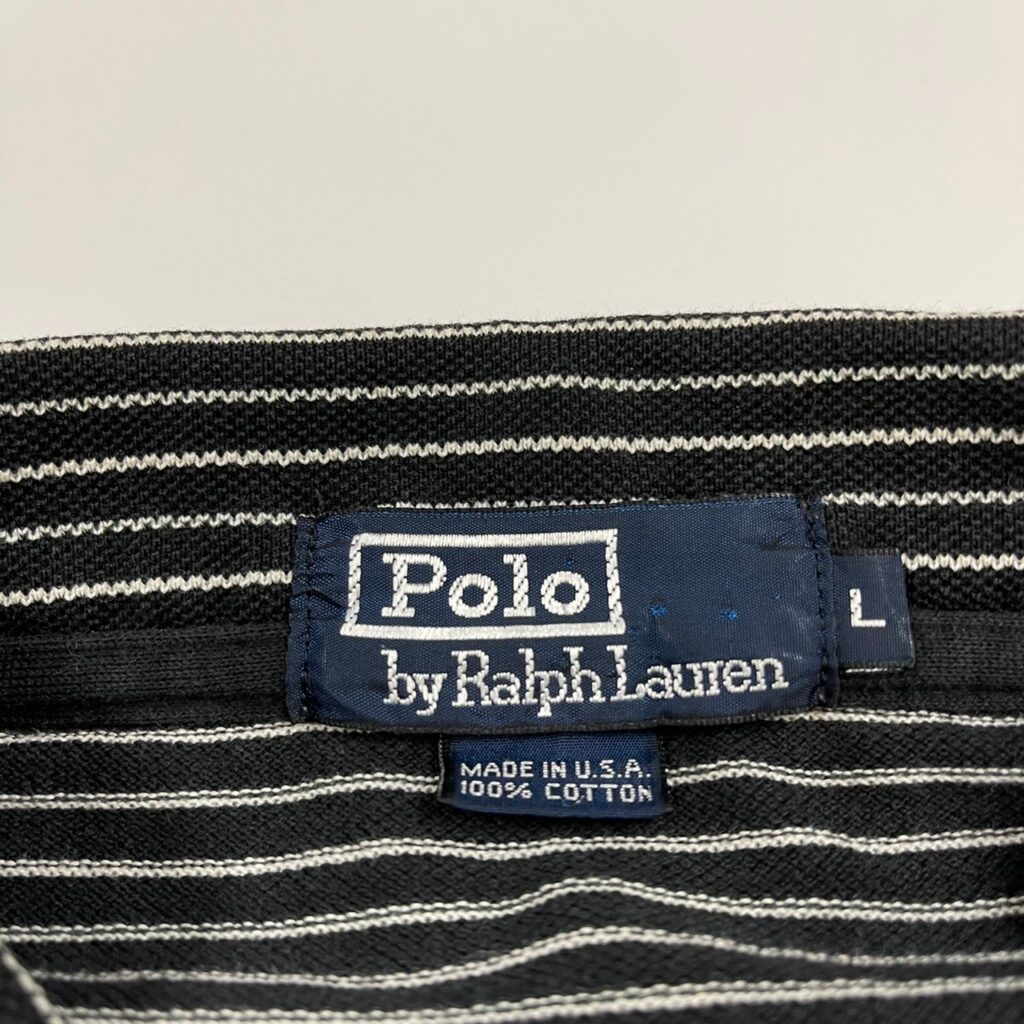 Polo
by Ralph Lauren
L
MADE IN U.S.A.
100% COTTON